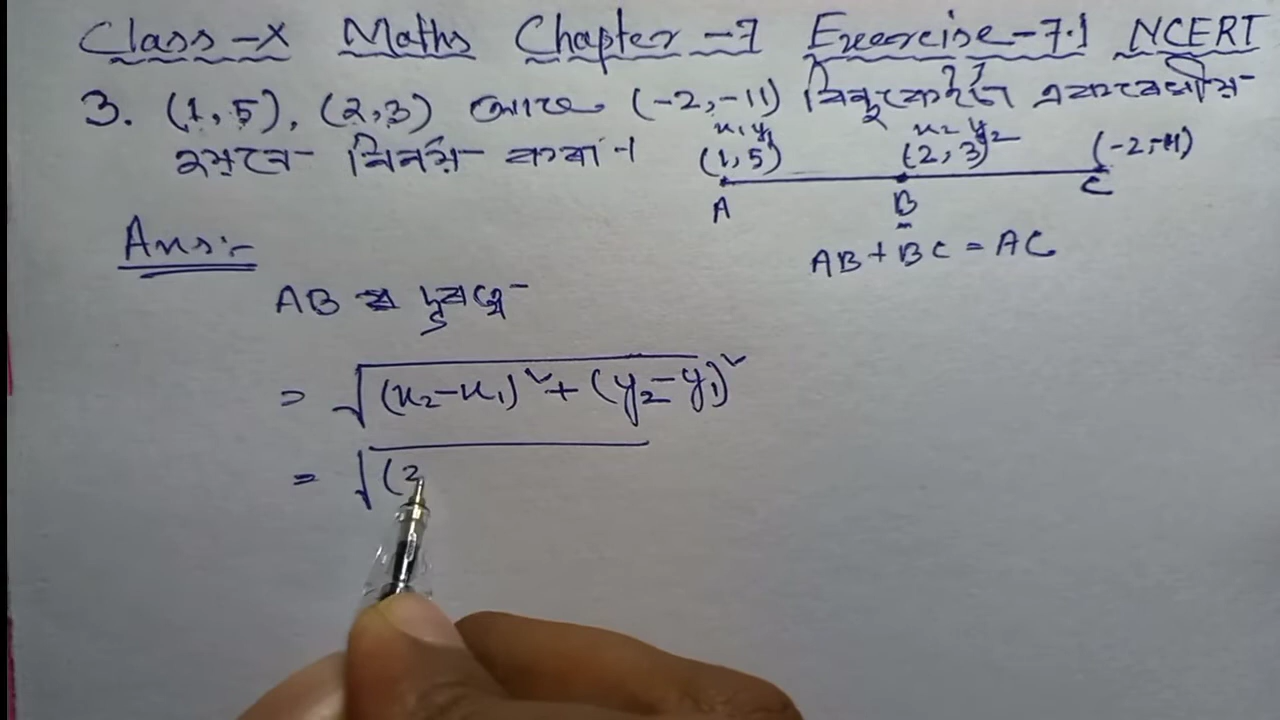 Class-X Maths Chapter-7 Exercise-7.1 NCERT
3. (1,5), (2,3) আৰু (-2,-11) বিন্দুকেইটা একৰেখীয়
হয়নে নিৰ্ণয় কৰা।
x₁ y₁ x₂ y₂
(1,5) (2,3) (-2,-11)
A B C
AB + BC = AC
Ans:-
AB ৰ দূৰত্ব
= √(x₂-x₁)² + (y₂-y₁)²
= √(2